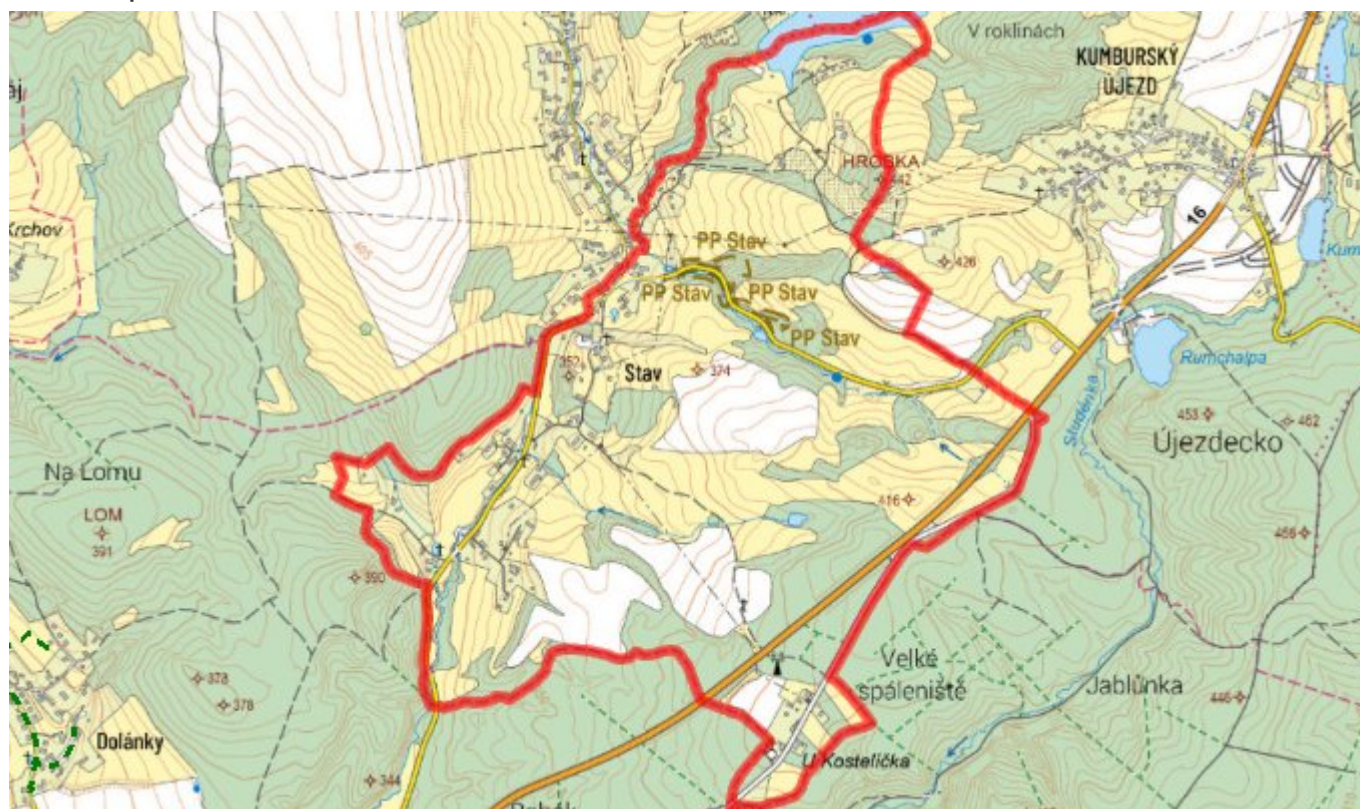 V roklinách
KUMBURSKÝ
ÚJEZD
HROBKA
Krchov
405
16
PP Stav
426
PP Stav
PP Stav
PP Stav
Rumchalpa
352
Stav
374
Studénka
453
462
Újezdecko
Na Lomu
LOM
391
416
466
390
Velké
spáleniště
Jablůnka
378
378
446
Dolánky
U Kostelíčka
344